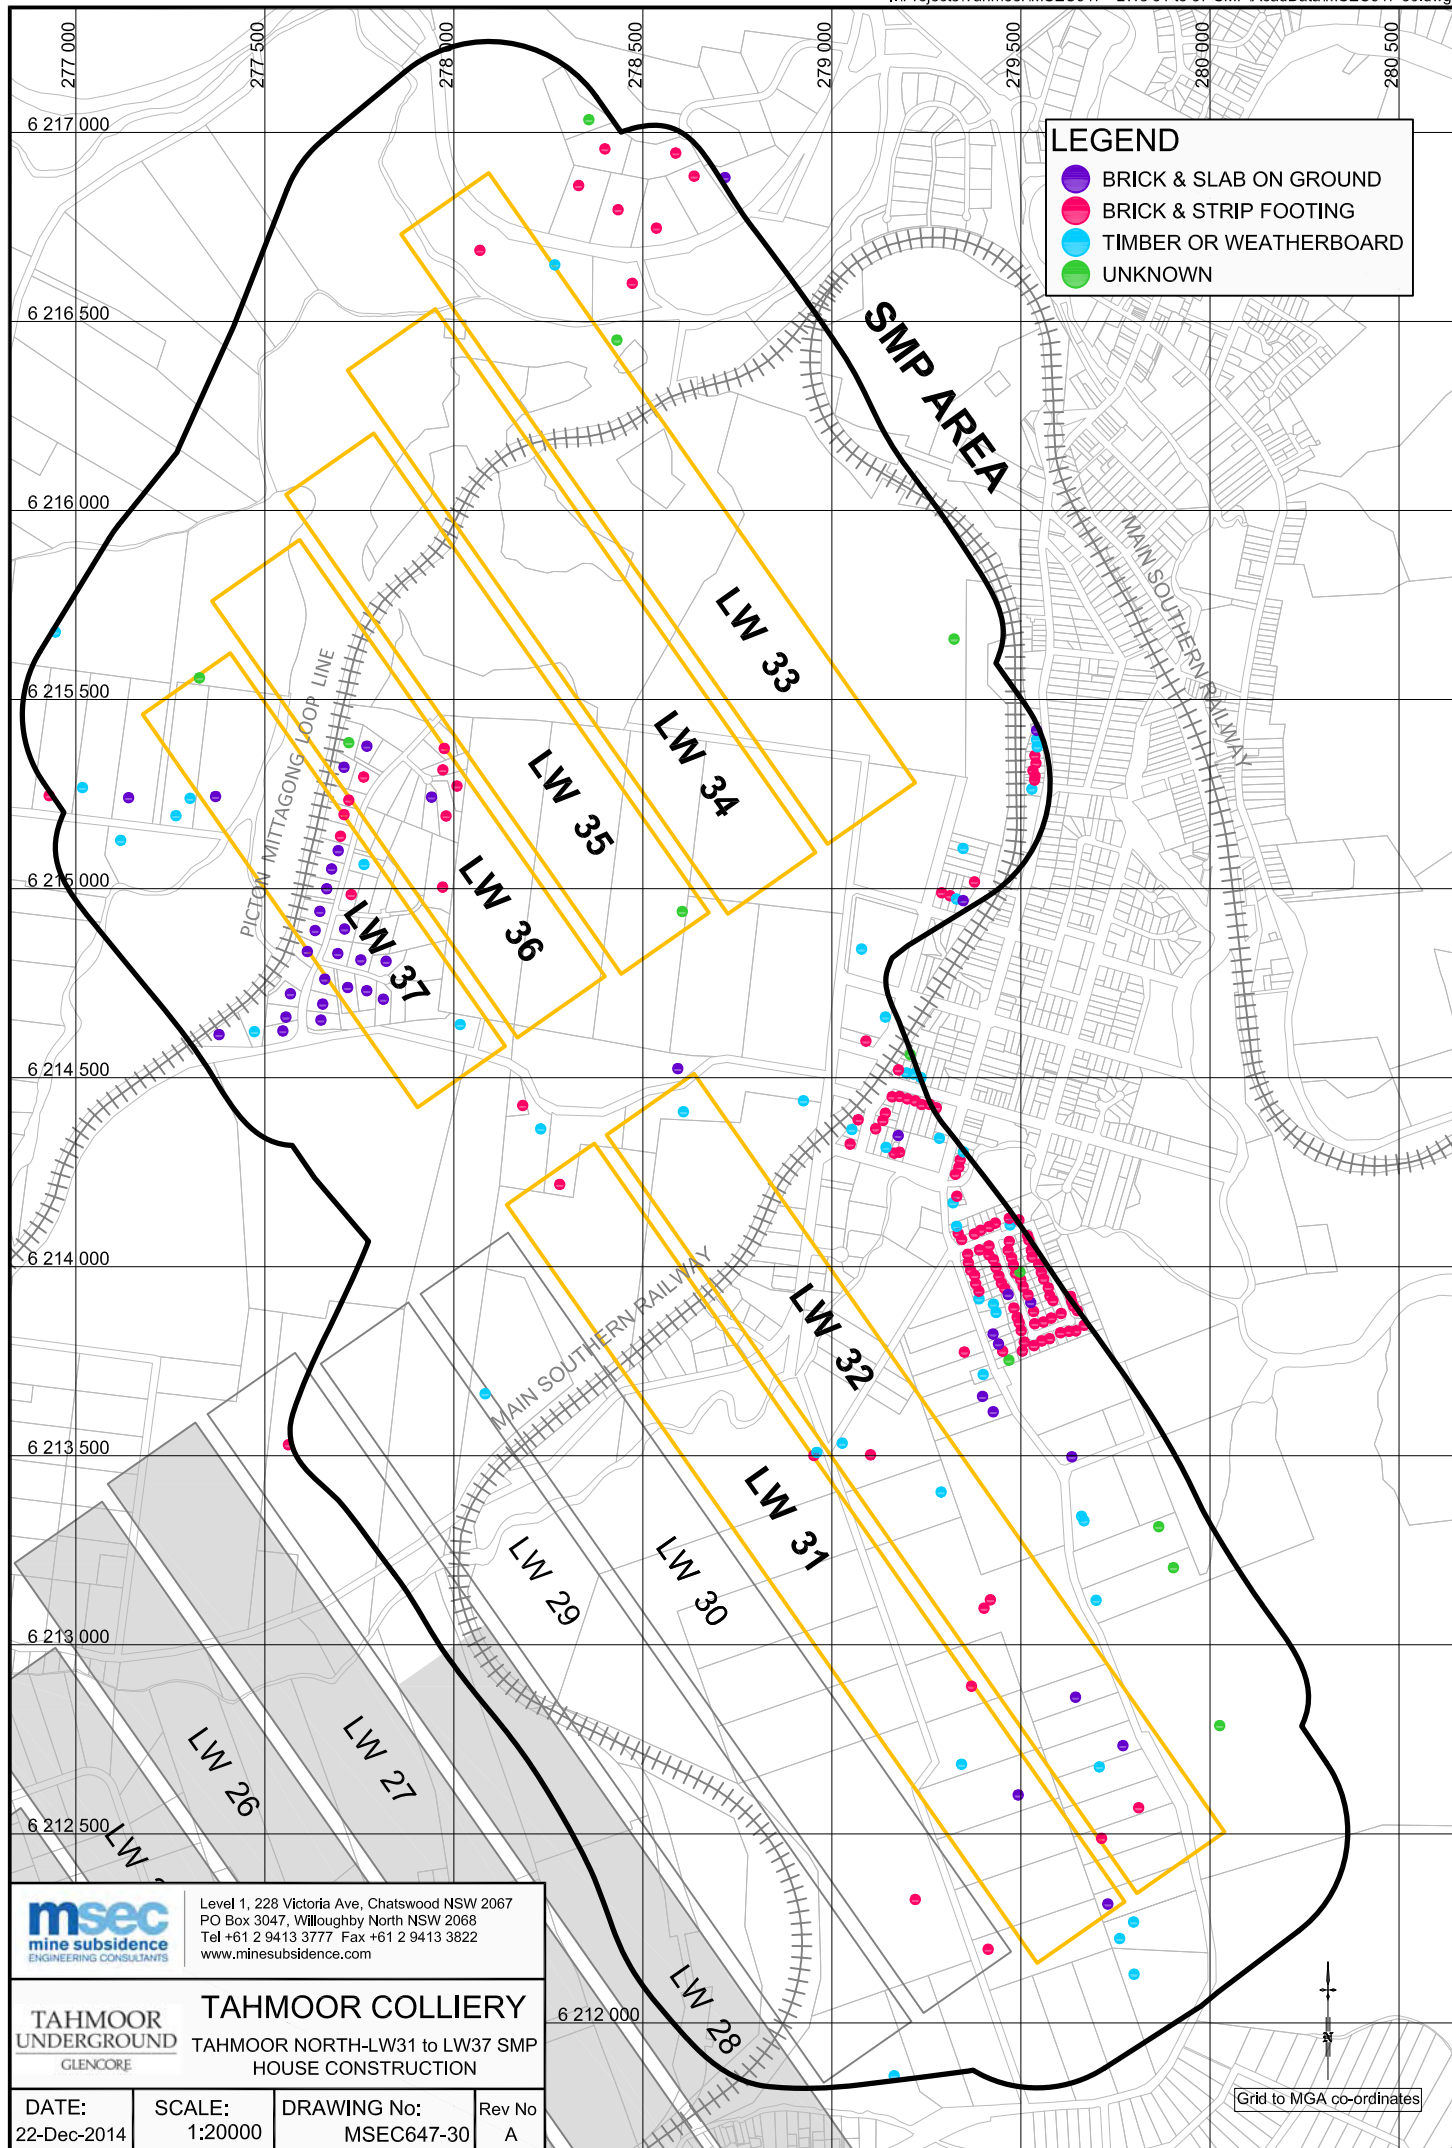 277 000
277 500
278 000
278 500
279 000
279 500
280 000
280 500
6 217 000
6 216 500
6 216 000
6 215 500
6 215 000
6 214 500
6 214 000
6 213 500
6 213 000
6 212 500
6 212 000
LEGEND
BRICK & SLAB ON GROUND
BRICK & STRIP FOOTING
TIMBER OR WEATHERBOARD
UNKNOWN
SMP AREA
MAIN SOUTHERN RAILWAY
LW 33
LW 34
LW 35
LW 36
LW 37
PICTON MITTAGONG LOOP LINE
MAIN SOUTHERN RAILWAY
LW 32
LW 31
LW 30
LW 29
LW 28
LW 27
LW 26
LW
msec
mine subsidence
ENGINEERING CONSULTANTS
Level 1, 228 Victoria Ave, Chatswood NSW 2067
PO Box 3047, Willoughby North NSW 2068
Tel +61 2 9413 3777 Fax +61 2 9413 3822
www.minesubsidence.com
TAHMOOR
UNDERGROUND
GLENCORE
TAHMOOR COLLIERY
TAHMOOR NORTH-LW31 to LW37 SMP
HOUSE CONSTRUCTION
DATE:
22-Dec-2014
SCALE:
1:20000
DRAWING No:
MSEC647-30
Rev No
A
N
Grid to MGA co-ordinates